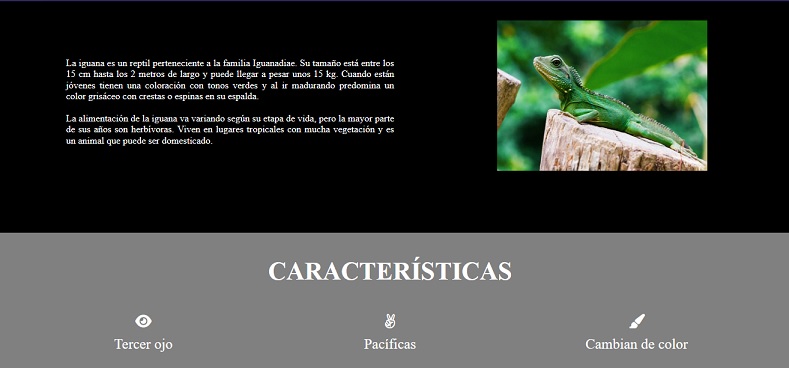 La iguana es un reptil perteneciente a la familia Iguanadiae. Su tamaño está entre los
15 cm hasta los 2 metros de largo y puede llegar a pesar unos 15 kg. Cuando están
jóvenes tienen una coloración con tonos verdes y al ir madurando predomina un
color grisáceo con crestas o espinas en su espalda.
La alimentación de la iguana va variando según su etapa de vida, pero la mayor parte
de sus años son herbívoras. Viven en lugares tropicales con mucha vegetación y es
un animal que puede ser domesticado.
CARACTERÍSTICAS
Tercer ojo
Pacíficas
Cambian de color